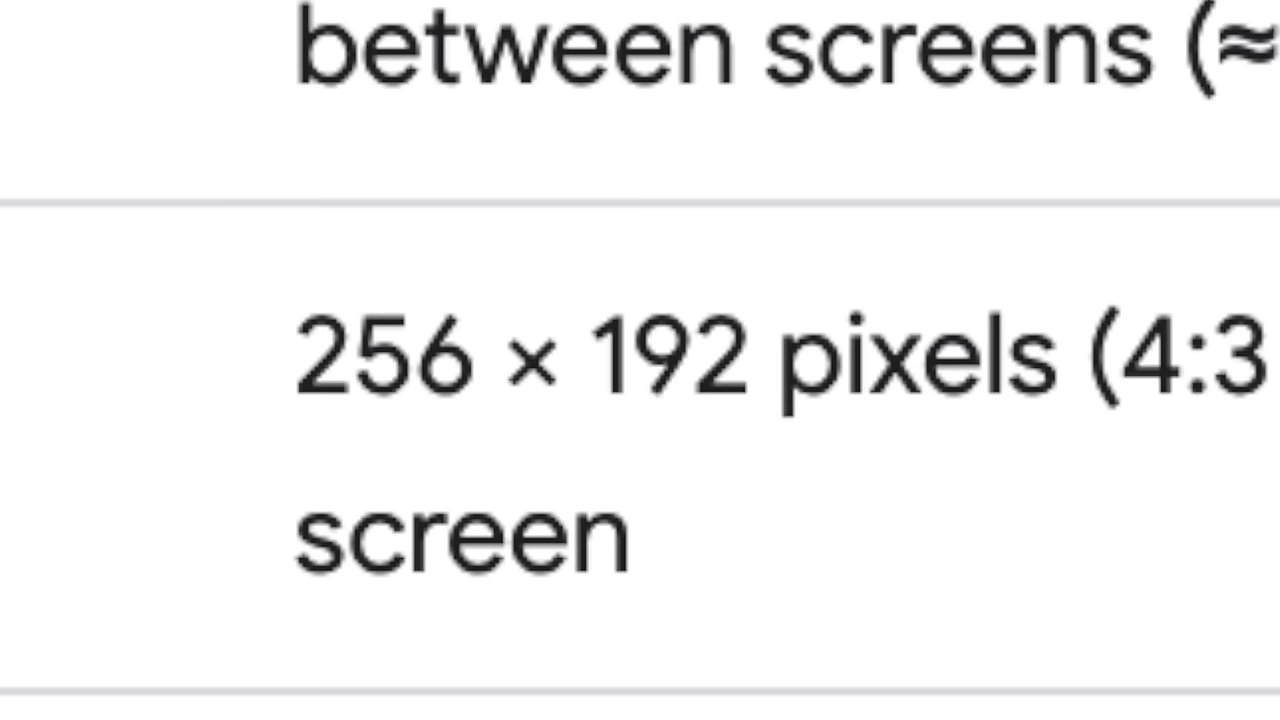 between screens (≈
256 × 192 pixels (4:3
screen